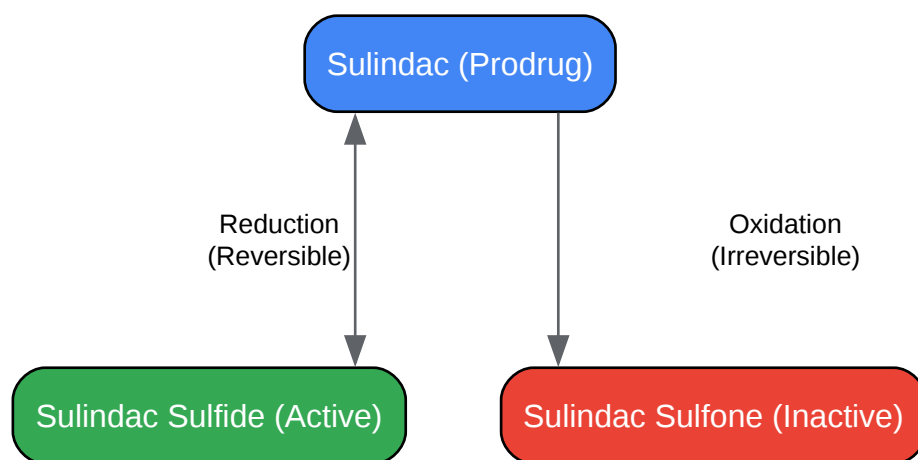 Sulindac (Prodrug)
Reduction
(Reversible)
Oxidation
(Irreversible)
Sulindac Sulfide (Active)
Sulindac Sulfone (Inactive)